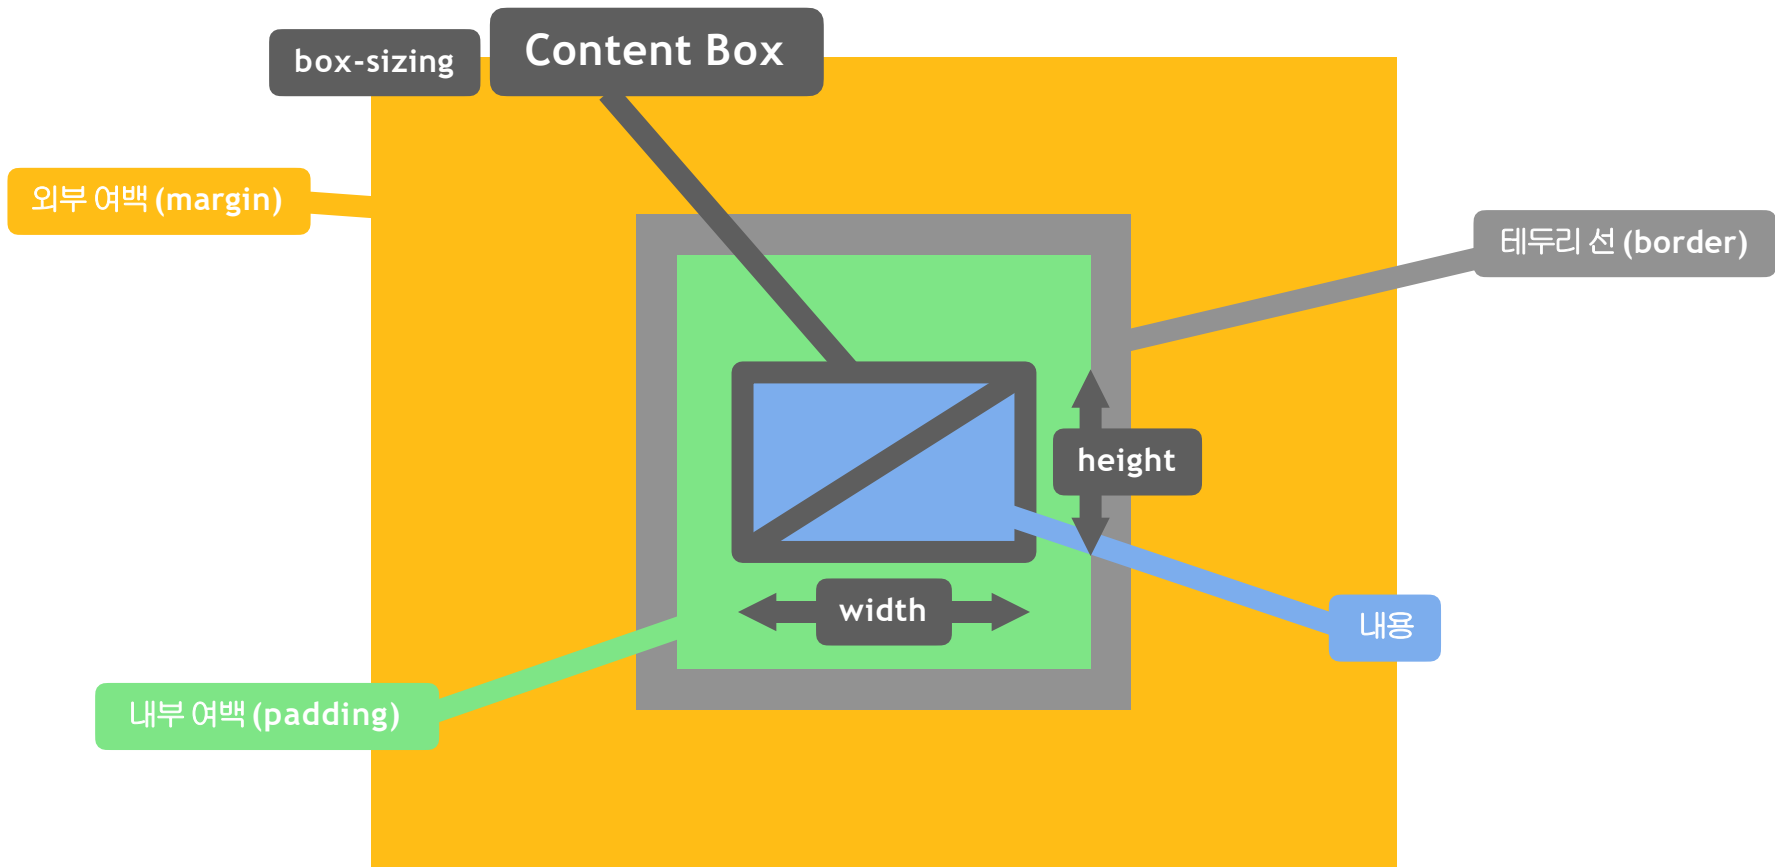 box-sizing
Content Box
외부 여백 (margin)
테두리 선 (border)
height
width
내용
내부 여백 (padding)